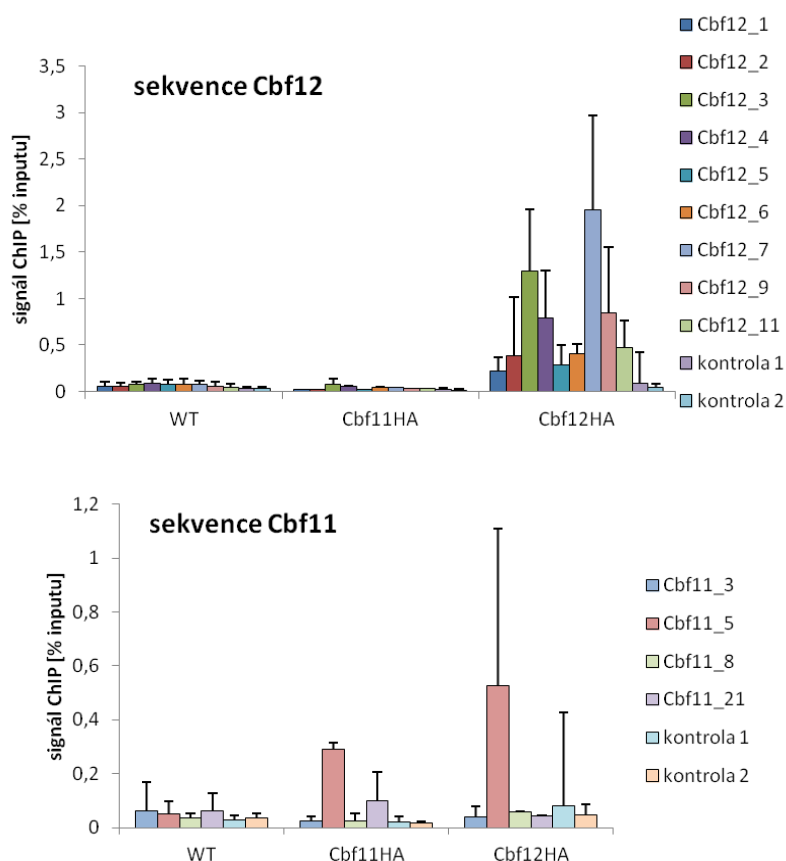 sekvence Cbf12
signál ChIP [% inputu]
3,5
3
2,5
2
1,5
1
0,5
0
WT
Cbf11HA
Cbf12HA
Cbf12_1
Cbf12_2
Cbf12_3
Cbf12_4
Cbf12_5
Cbf12_6
Cbf12_7
Cbf12_9
Cbf12_11
kontrola 1
kontrola 2
sekvence Cbf11
signál ChIP [% inputu]
1,2
1
0,8
0,6
0,4
0,2
0
WT
Cbf11HA
Cbf12HA
Cbf11_3
Cbf11_5
Cbf11_8
Cbf11_21
kontrola 1
kontrola 2